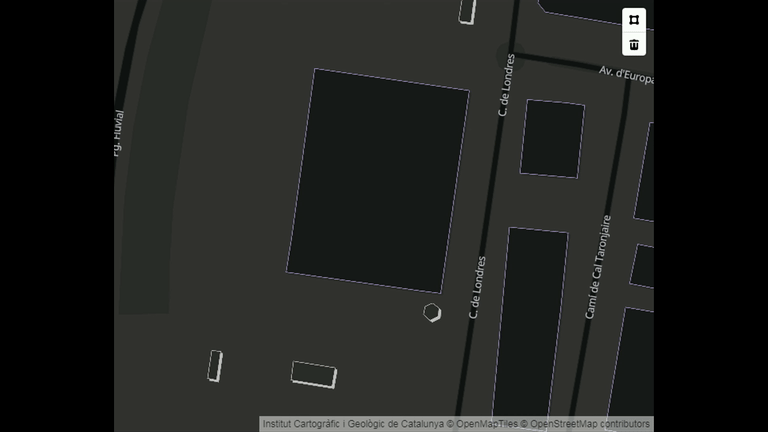 C. de Londres
Av. d'Europa
Pg. Fluvial
C. de Londres
Camí de Cal Taronjaire
Institut Cartogràfic i Geològic de Catalunya © OpenMapTiles © OpenStreetMap contributors